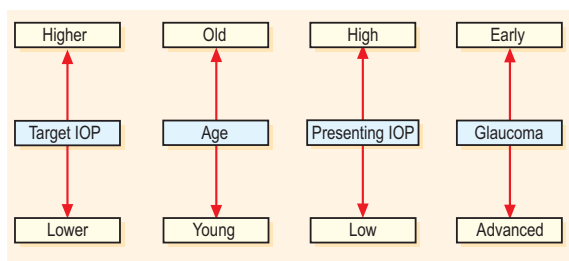 Higher Old High Early
Target IOP Age Presenting IOP Glaucoma
Lower Young Low Advanced